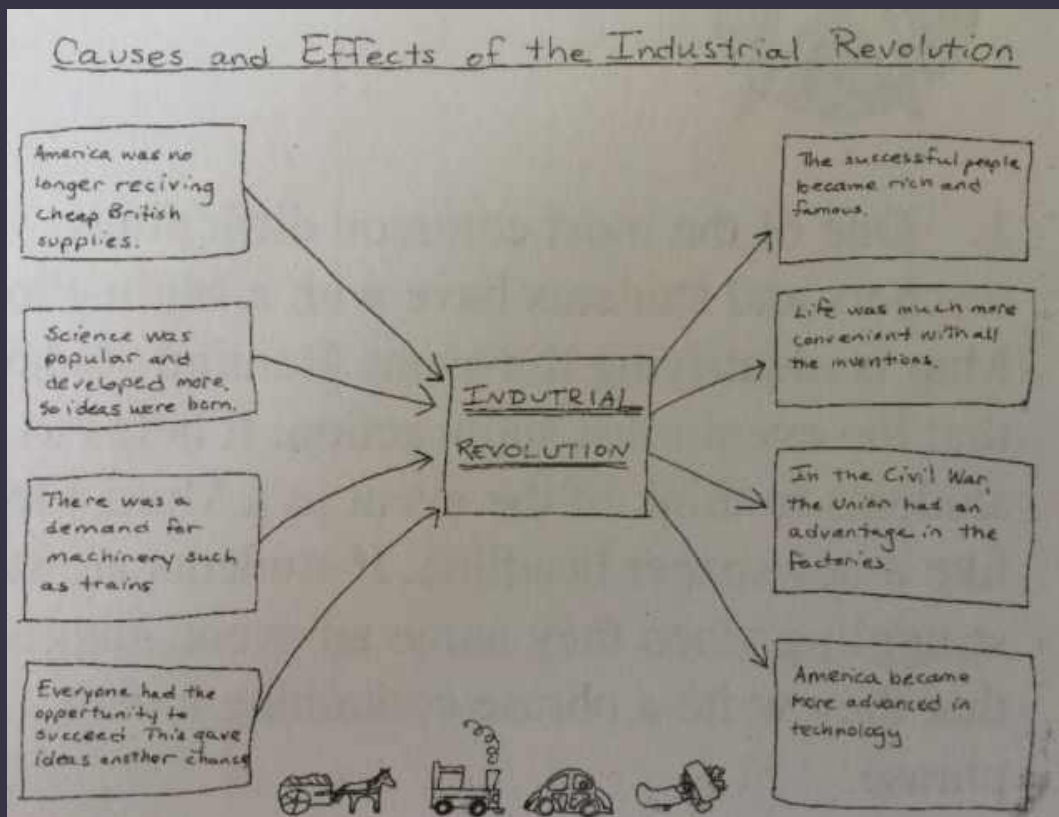 Causes and Effects of the Industrial Revolution
America was no
longer reciving
cheap British
supplies.
Science was
popular and
developed more,
so ideas were born.
There was a
demand for
machinery such
as trains
Everyone had the
opportunity to
succeed. This gave
ideas another chance
INDUTRIAL
REVOLUTION
The successful people
became rich and
famous.
Life was much more
convenient with all
the inventions.
In the Civil War,
the Union had an
advantage in the
factories.
America became
more advanced in
technology